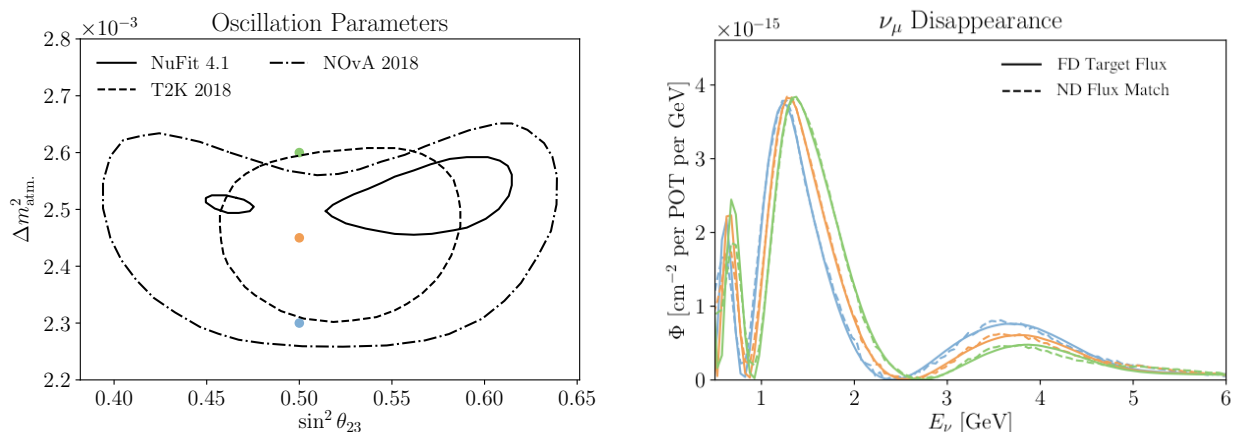 Oscillation Parameters
×10⁻³
NuFit 4.1
T2K 2018
NOvA 2018
2.8
2.7
2.6
2.5
2.4
2.3
2.2
Δm²atm.
0.40 0.45 0.50 0.55 0.60 0.65
sin² θ₂₃
νμ Disappearance
×10⁻¹⁵
FD Target Flux
ND Flux Match
4
3
2
1
0
Φ [cm⁻² per POT per GeV]
1 2 3 4 5 6
Eν [GeV]